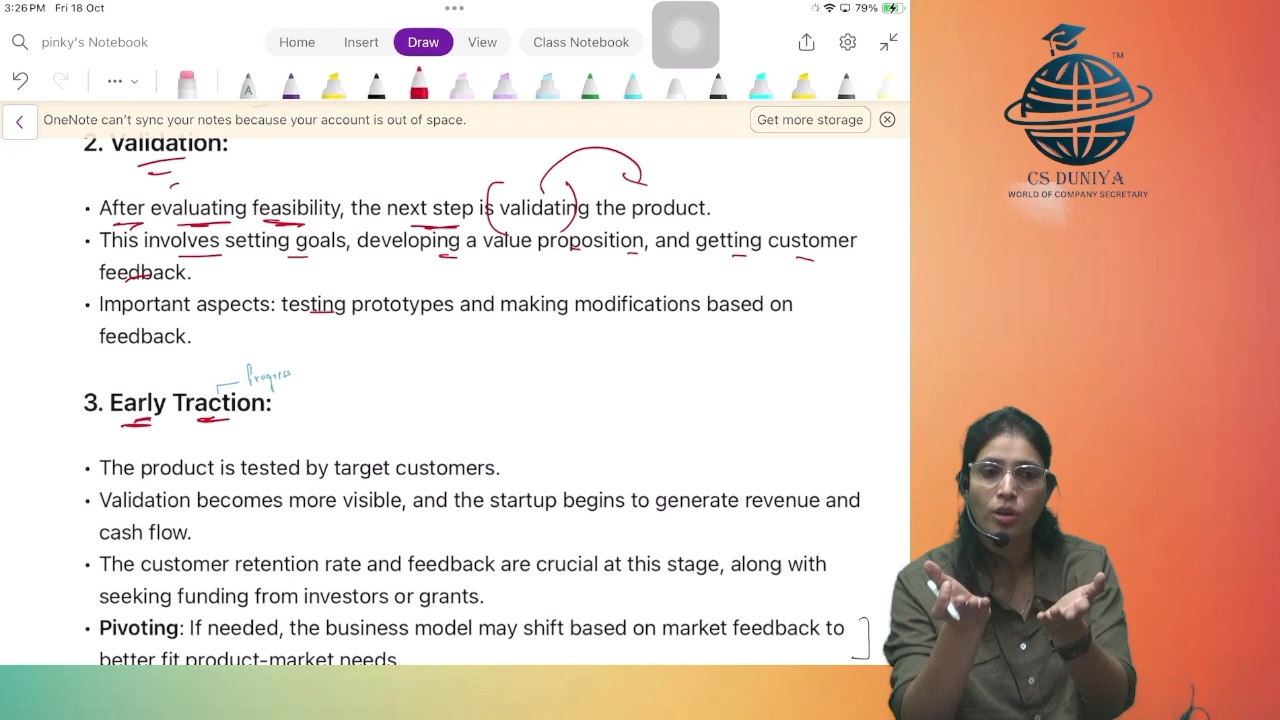 3:26 PM Fri 18 Oct
79%
pinky's Notebook
Home Insert Draw View Class Notebook
A
OneNote can't sync your notes because your account is out of space.
Get more storage
TM
CS DUNIYA
WORLD OF COMPANY SECRETARY
2. Validation:
• After evaluating feasibility, the next step is validating the product.
• This involves setting goals, developing a value proposition, and getting customer
feedback.
• Important aspects: testing prototypes and making modifications based on
feedback.
Progress
3. Early Traction:
• The product is tested by target customers.
• Validation becomes more visible, and the startup begins to generate revenue and
cash flow.
• The customer retention rate and feedback are crucial at this stage, along with
seeking funding from investors or grants.
• Pivoting: If needed, the business model may shift based on market feedback to
better fit product-market needs.